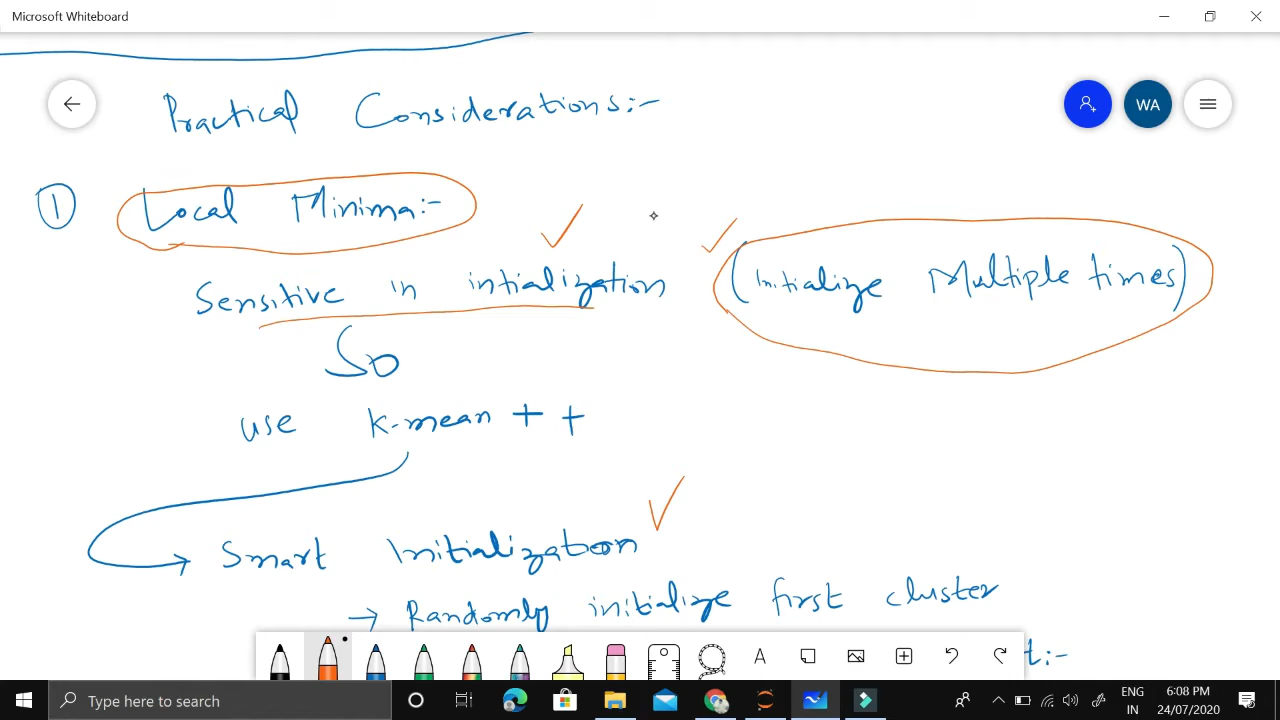 Microsoft Whiteboard
Practical Considerations:-
WA
① Local Minima:-
Sensitive in intialization (Initialize Multiple times)
So
use k-mean ++
→ Smart Initialization
→ Randomly initialize first cluster
t:-
A
Type here to search
ENG
IN
6:08 PM
24/07/2020